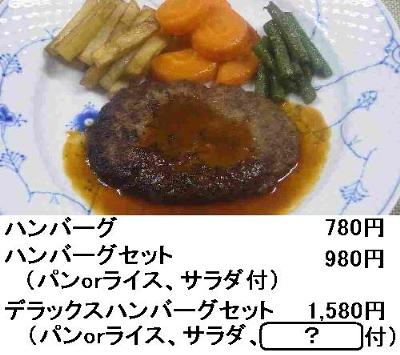 ハンバーグ 780円
ハンバーグセット 980円
（パンorライス、サラダ付）
デラックスハンバーグセット 1,580円
（パンorライス、サラダ、？付）